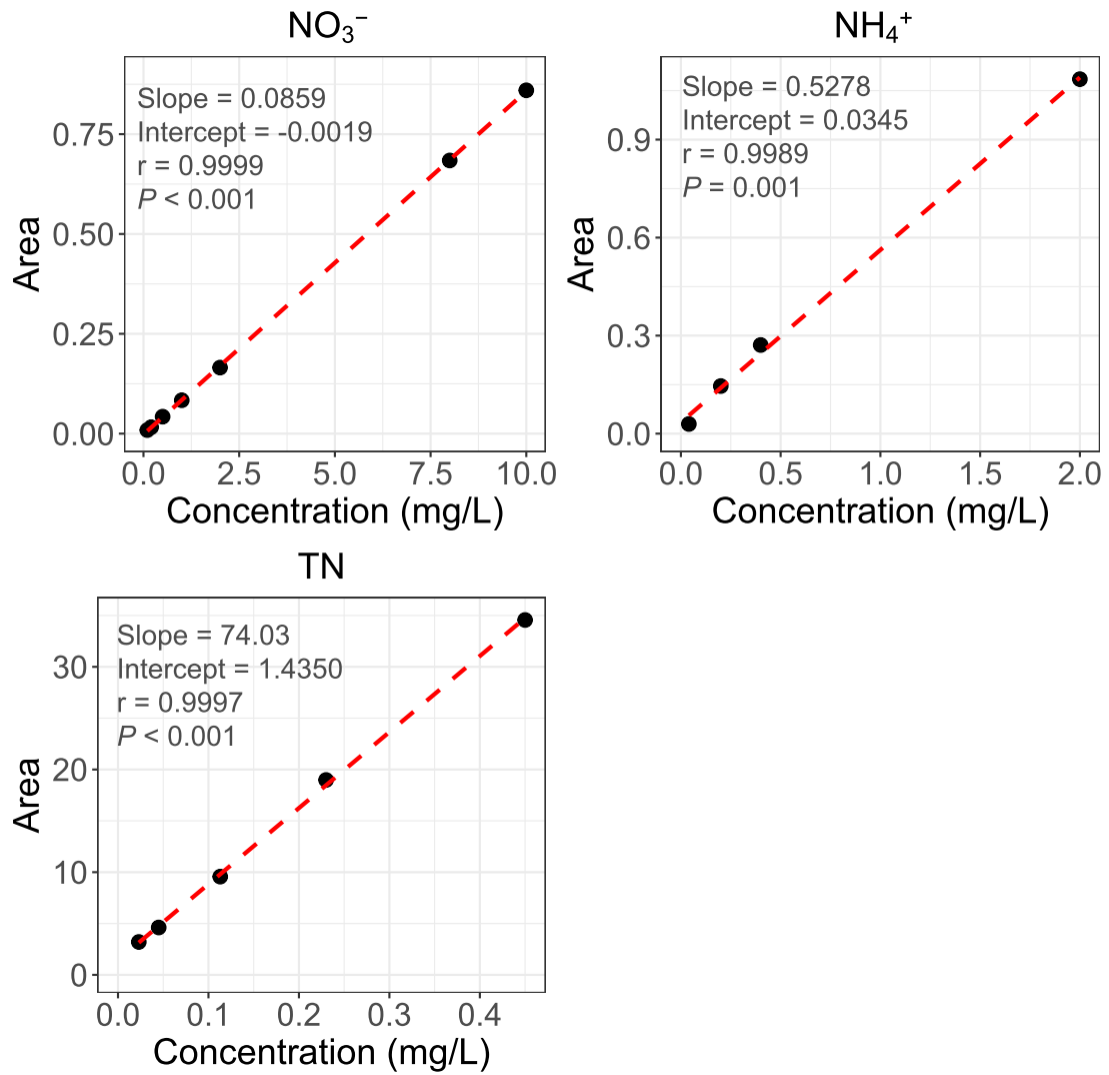 NO₃⁻
Slope = 0.0859
Intercept = -0.0019
r = 0.9999
P < 0.001
Area
0.75
0.50
0.25
0.00
0.0 2.5 5.0 7.5 10.0
Concentration (mg/L)
NH₄⁺
Slope = 0.5278
Intercept = 0.0345
r = 0.9989
P = 0.001
Area
0.9
0.6
0.3
0.0
0.0 0.5 1.0 1.5 2.0
Concentration (mg/L)
TN
Slope = 74.03
Intercept = 1.4350
r = 0.9997
P < 0.001
Area
30
20
10
0
0.0 0.1 0.2 0.3 0.4
Concentration (mg/L)